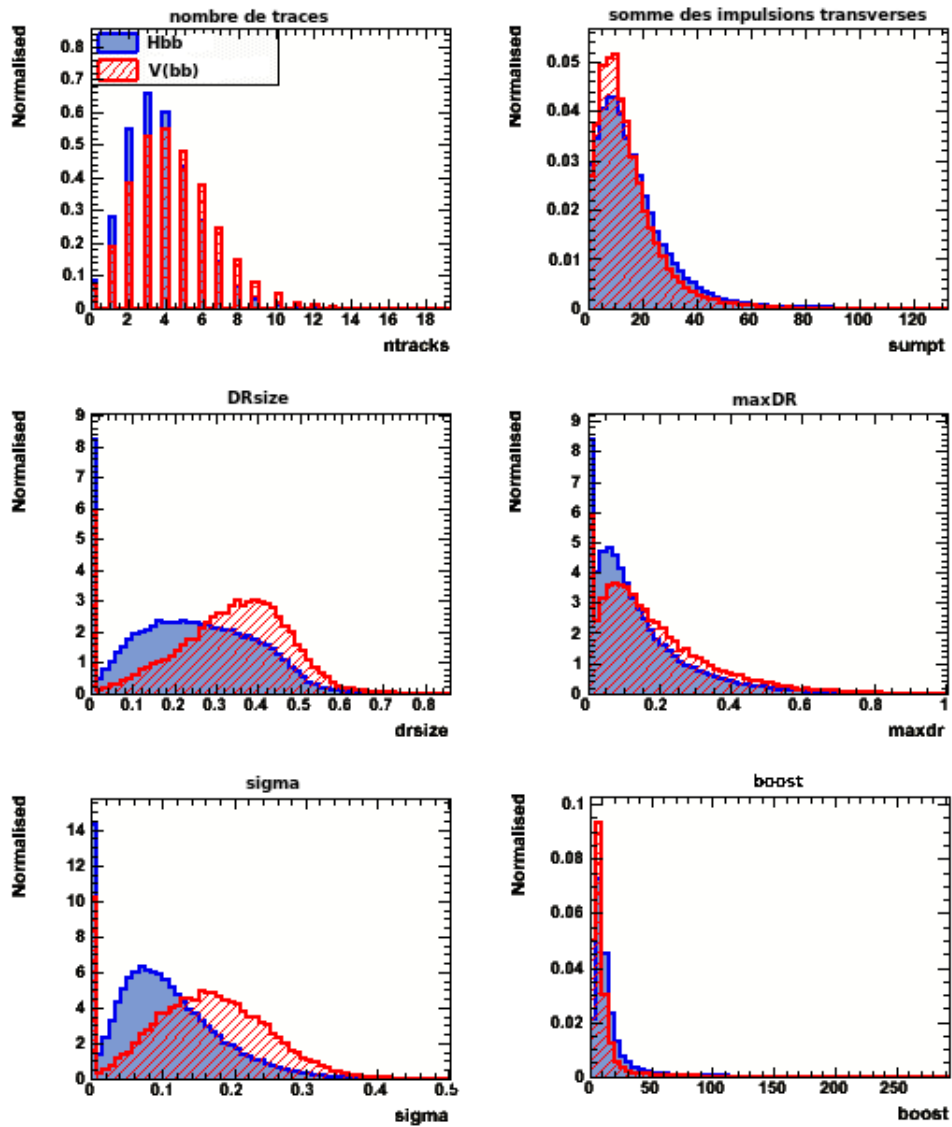 nombre de traces
Normalised
0.8
0.7
0.6
0.5
0.4
0.3
0.2
0.1
0
Hbb
V(bb)
0 2 4 6 8 10 12 14 16 18
ntracks
somme des impulsions transverses
Normalised
0.05
0.04
0.03
0.02
0.01
0
0 20 40 60 80 100 120
sumpt
DRsize
Normalised
9
8
7
6
5
4
3
2
1
0
0 0.1 0.2 0.3 0.4 0.5 0.6 0.7 0.8
drsize
maxDR
Normalised
9
8
7
6
5
4
3
2
1
0
0 0.2 0.4 0.6 0.8 1
maxdr
sigma
Normalised
14
12
10
8
6
4
2
0
0 0.1 0.2 0.3 0.4 0.5
sigma
boost
Normalised
0.1
0.08
0.06
0.04
0.02
0
0 50 100 150 200 250
boost